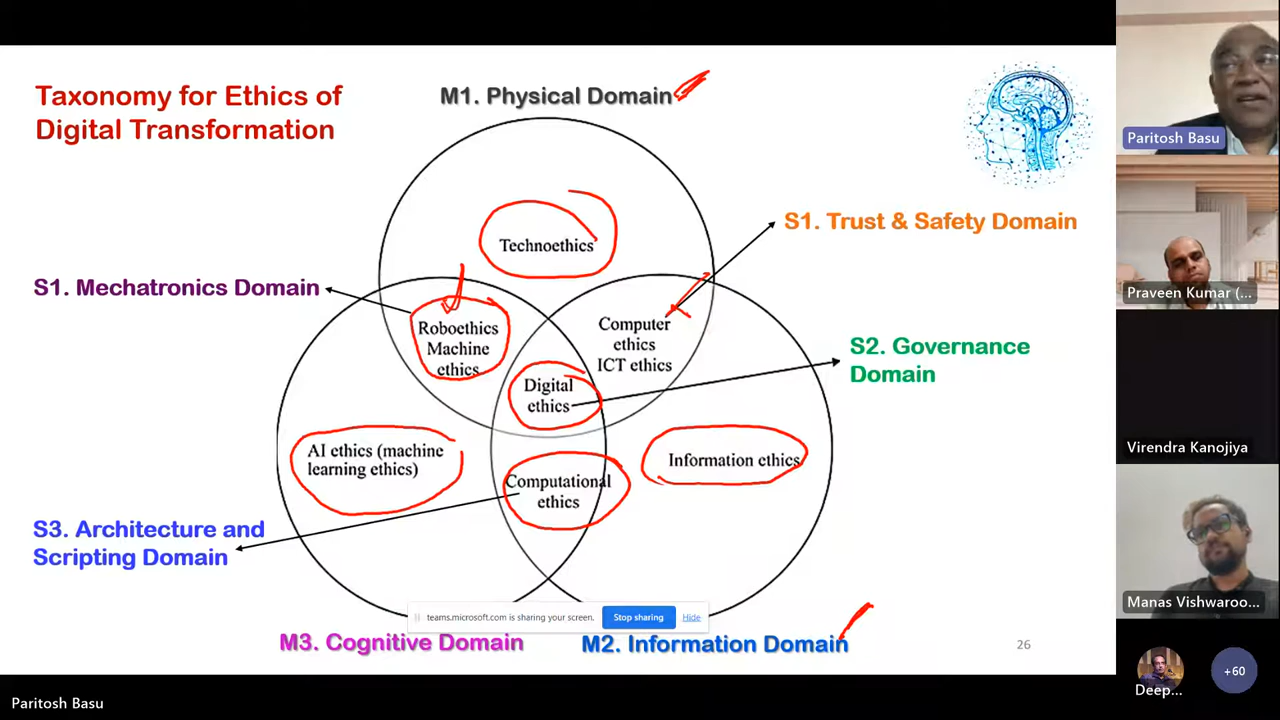 Taxonomy for Ethics of
Digital Transformation
M1. Physical Domain
S1. Trust & Safety Domain
Technoethics
S1. Mechatronics Domain
Roboethics
Machine
ethics
Computer
ethics
ICT ethics
S2. Governance
Domain
Digital
ethics
AI ethics (machine
learning ethics)
Information ethics
Computational
ethics
S3. Architecture and
Scripting Domain
teams.microsoft.com is sharing your screen.
Stop sharing
Hide
M3. Cognitive Domain
M2. Information Domain
26
Paritosh Basu
Praveen Kumar (...
Virendra Kanojiya
Manas Vishwaroo...
Deep...
+60
Paritosh Basu